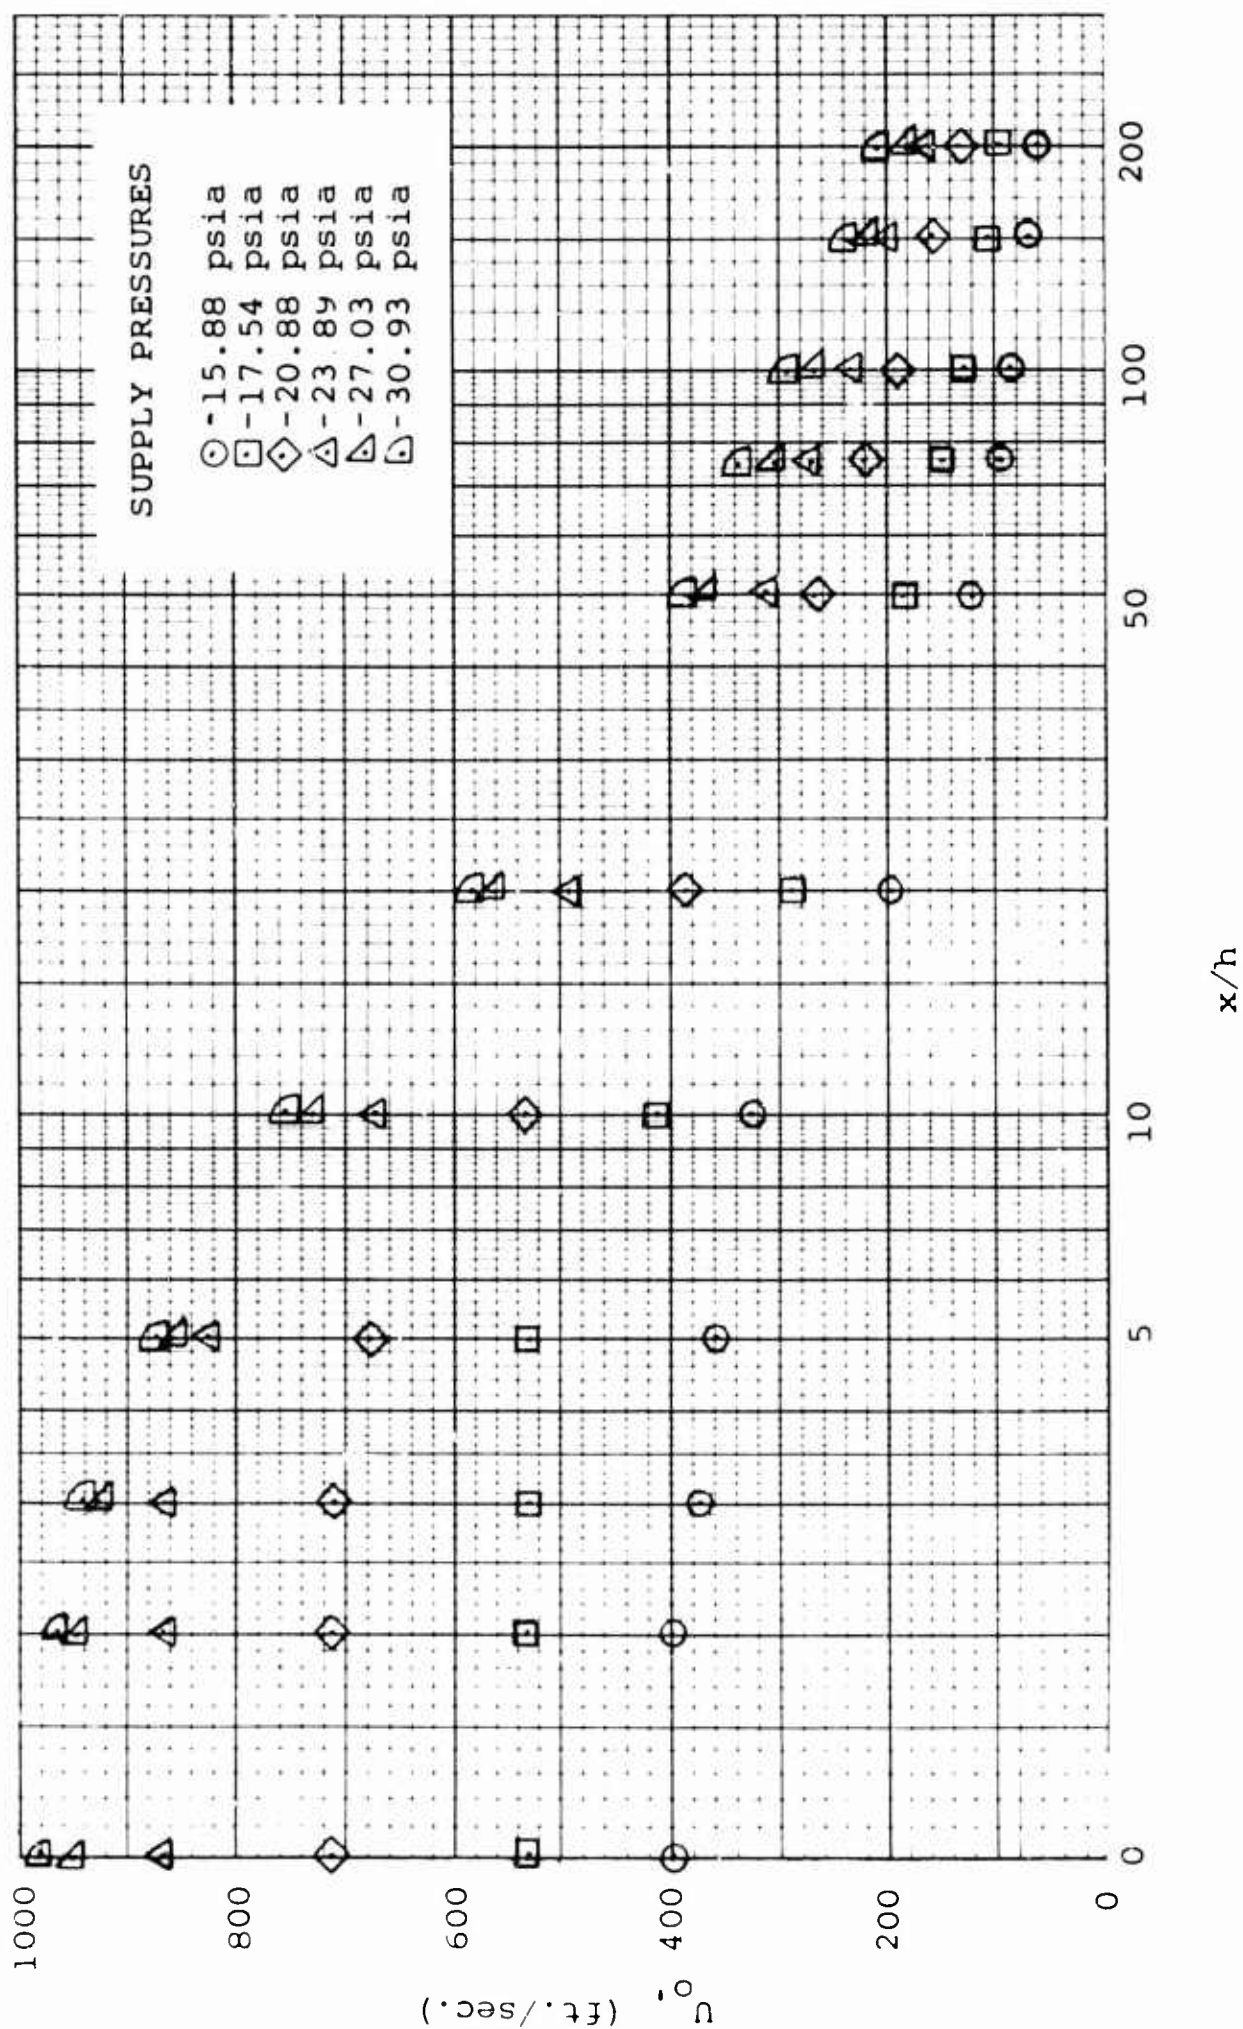 SUPPLY PRESSURES
-15.88 psia
-17.54 psia
-20.88 psia
-23.89 psia
-27.03 psia
-30.93 psia
1000
800
600
400
200
0
U₀,
(ft./sec.)
0
5
10
50
100
200
x/h